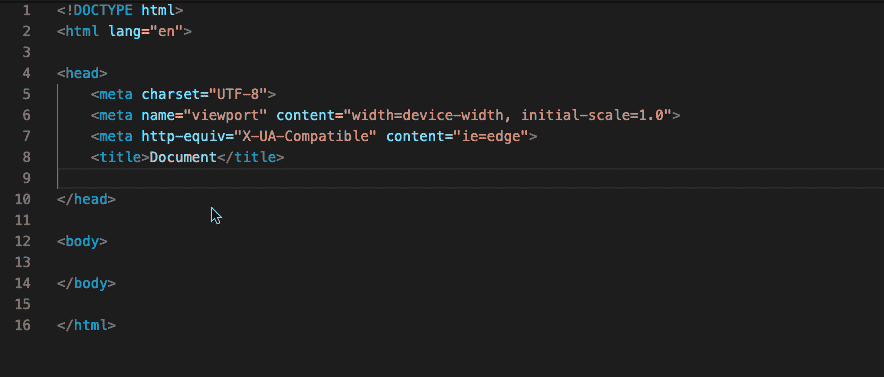 1 <!DOCTYPE html>
2 <html lang="en">
3
4 <head>
5     <meta charset="UTF-8">
6     <meta name="viewport" content="width=device-width, initial-scale=1.0">
7     <meta http-equiv="X-UA-Compatible" content="ie=edge">
8     <title>Document</title>
9
10 </head>
11
12 <body>
13
14 </body>
15
16 </html>